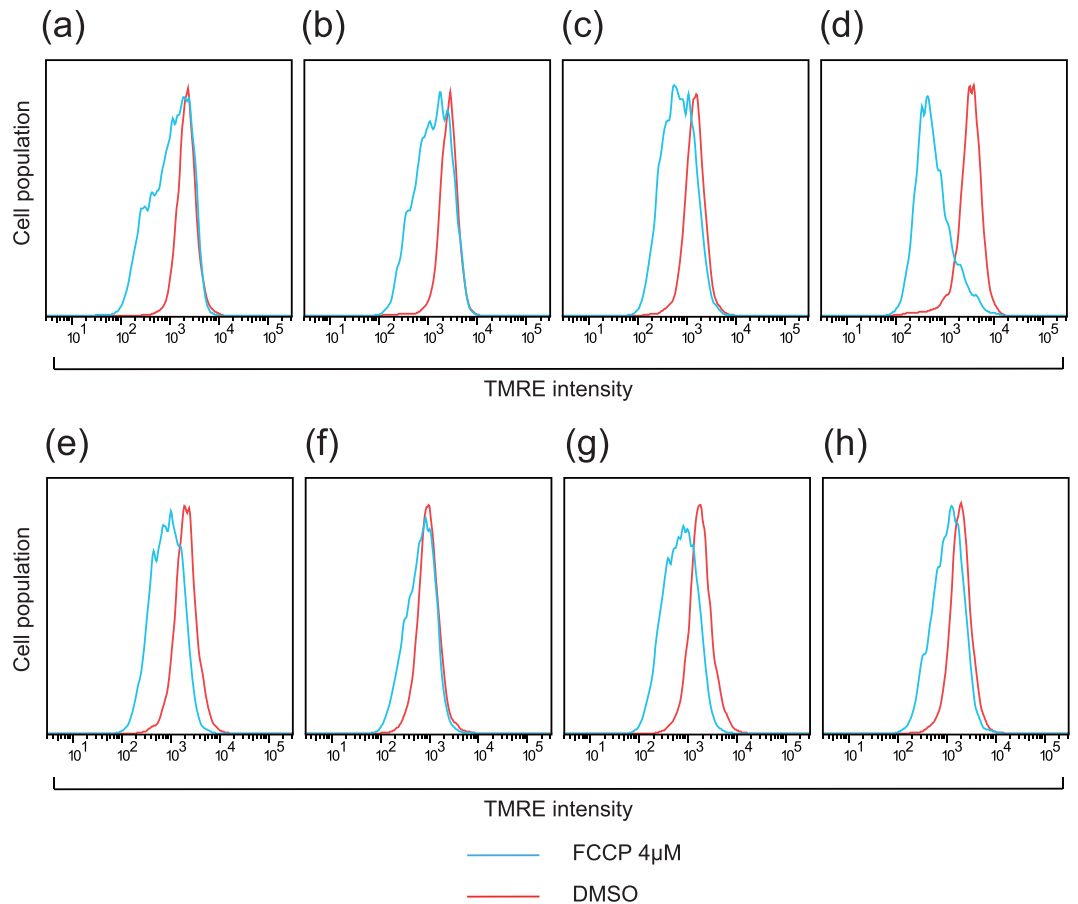 (a) (b) (c) (d)
Cell population
10¹ 10² 10³ 10⁴ 10⁵ 10¹ 10² 10³ 10⁴ 10⁵ 10¹ 10² 10³ 10⁴ 10⁵ 10¹ 10² 10³ 10⁴ 10⁵
TMRE intensity
(e) (f) (g) (h)
Cell population
10¹ 10² 10³ 10⁴ 10⁵ 10¹ 10² 10³ 10⁴ 10⁵ 10¹ 10² 10³ 10⁴ 10⁵ 10¹ 10² 10³ 10⁴ 10⁵
TMRE intensity
FCCP 4µM
DMSO